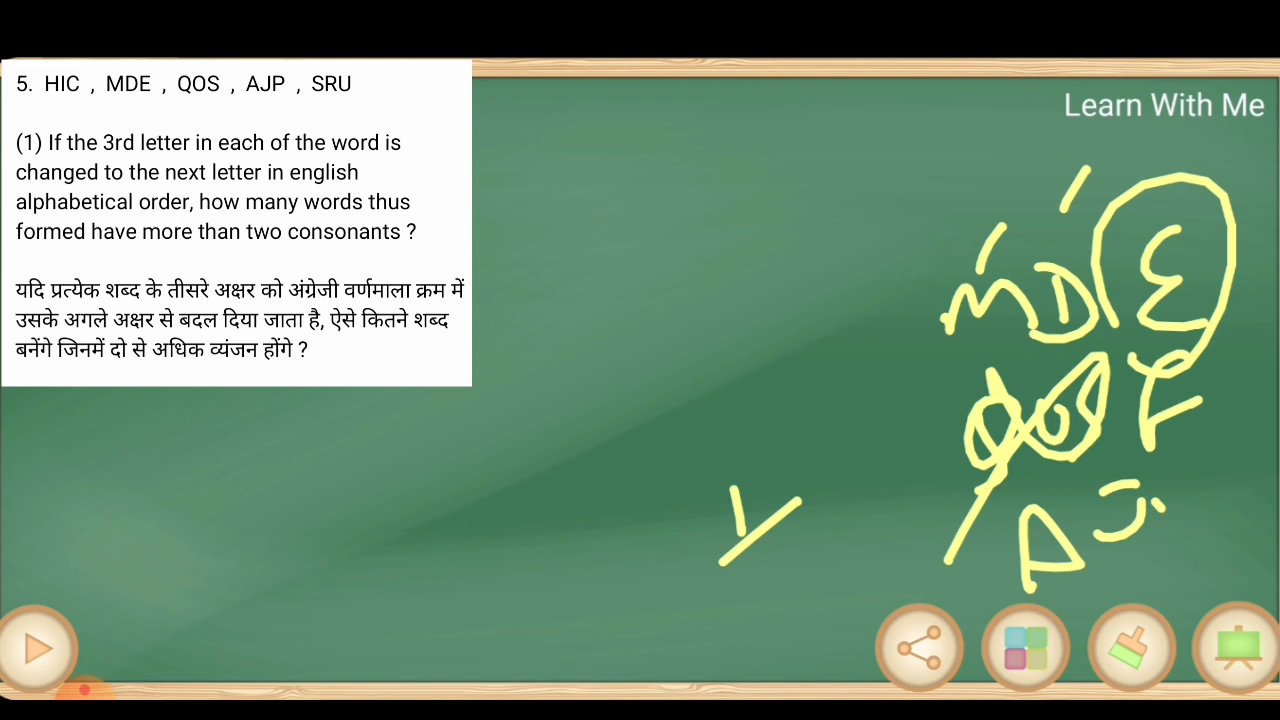 5. HIC , MDE , QOS , AJP , SRU
(1) If the 3rd letter in each of the word is
changed to the next letter in english
alphabetical order, how many words thus
formed have more than two consonants ?
यदि प्रत्येक शब्द के तीसरे अक्षर को अंग्रेजी वर्णमाला क्रम में
उसके अगले अक्षर से बदल दिया जाता है, ऐसे कितने शब्द
बनेंगे जिनमें दो से अधिक व्यंजन होंगे ?
Learn With Me
MDE
QOS F
AJ